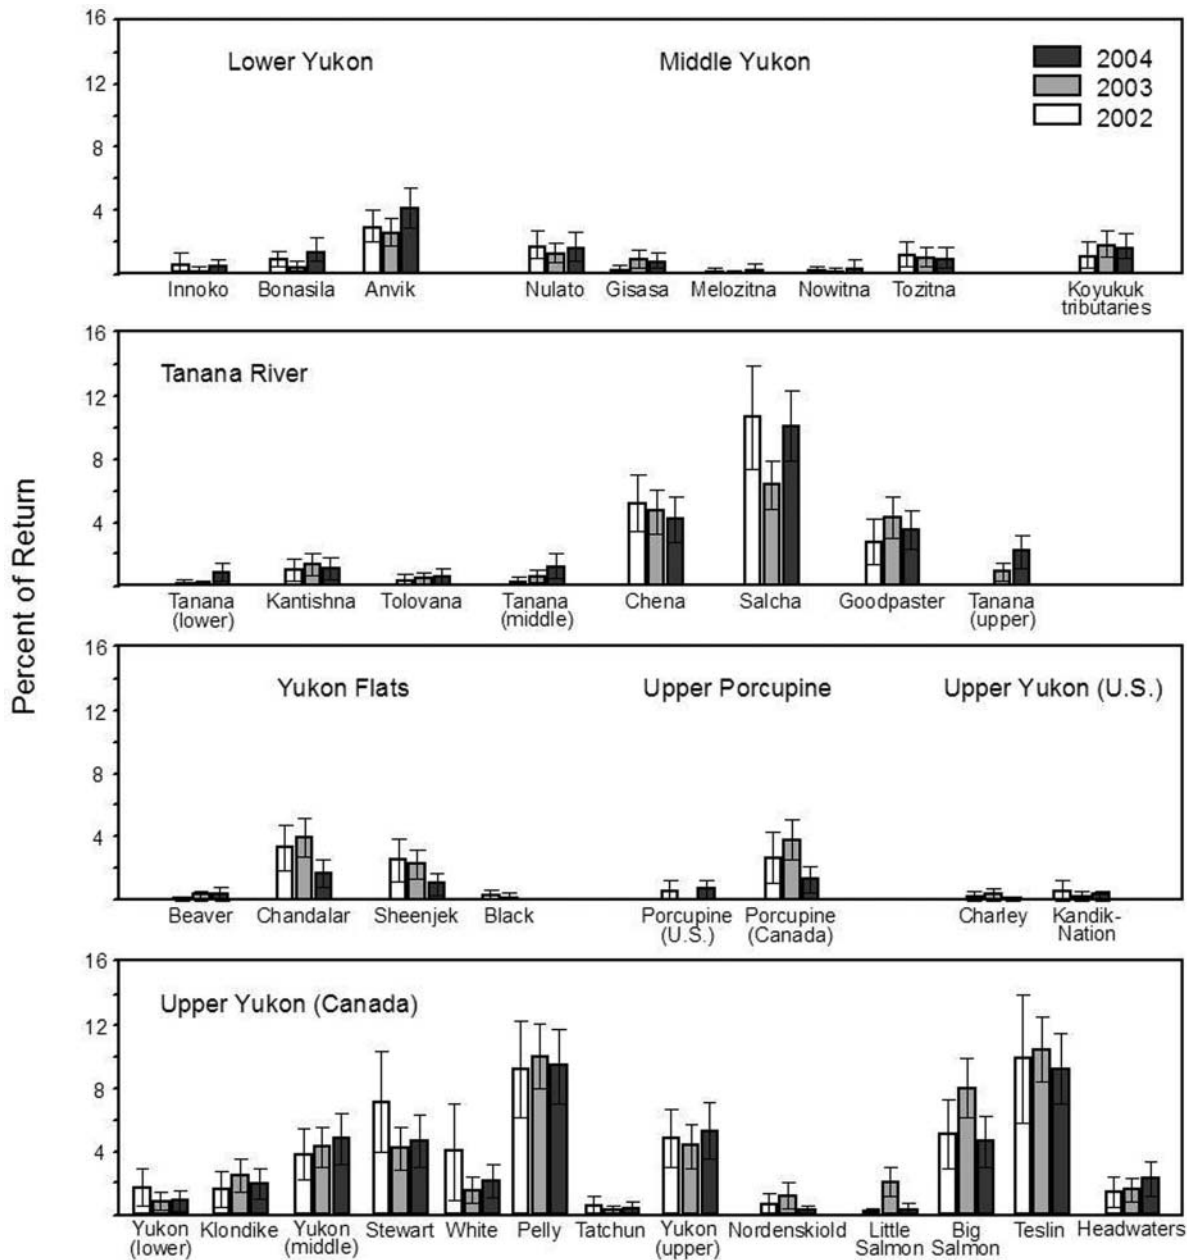 Percent of Return
16
12
8
4
Lower Yukon
Middle Yukon
2004
2003
2002
Innoko
Bonasila
Anvik
Nulato
Gisasa
Melozitna
Nowitna
Tozitna
Koyukuk
tributaries
16
12
8
4
Tanana River
Tanana
(lower)
Kantishna
Tolovana
Tanana
(middle)
Chena
Salcha
Goodpaster
Tanana
(upper)
16
12
8
4
Yukon Flats
Upper Porcupine
Upper Yukon (U.S.)
Beaver
Chandalar
Sheenjek
Black
Porcupine
(U.S.)
Porcupine
(Canada)
Charley
Kandik-
Nation
16
12
8
4
Upper Yukon (Canada)
Yukon
(lower)
Klondike
Yukon
(middle)
Stewart
White
Pelly
Tatchun
Yukon
(upper)
Nordenskiold
Little
Salmon
Big
Salmon
Teslin
Headwaters